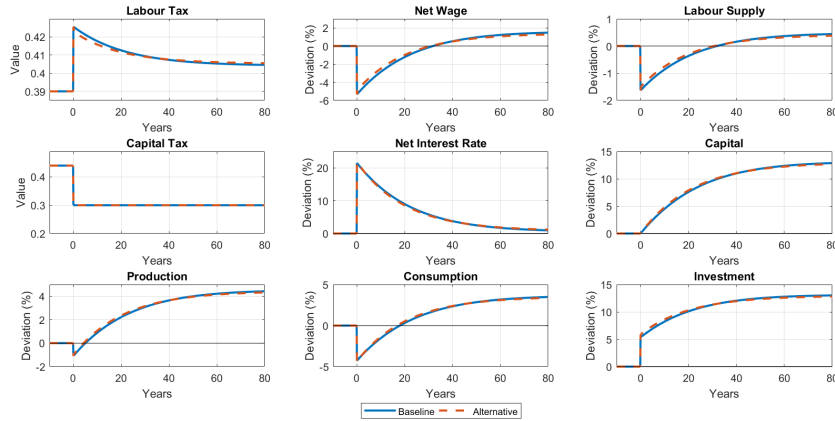 Labour Tax
Value
0.42
0.41
0.4
0.39
0 20 40 60 80
Years
Net Wage
Deviation (%)
2
0
-2
-4
-6
0 20 40 60 80
Years
Labour Supply
Deviation (%)
1
0
-1
-2
0 20 40 60 80
Years
Capital Tax
Value
0.4
0.3
0.2
0 20 40 60 80
Years
Net Interest Rate
Deviation (%)
20
10
0
0 20 40 60 80
Years
Capital
Deviation (%)
15
10
5
0
0 20 40 60 80
Years
Production
Deviation (%)
4
2
0
-2
0 20 40 60 80
Years
Consumption
Deviation (%)
5
0
-5
0 20 40 60 80
Years
Investment
Deviation (%)
15
10
5
0
0 20 40 60 80
Years
Baseline Alternative